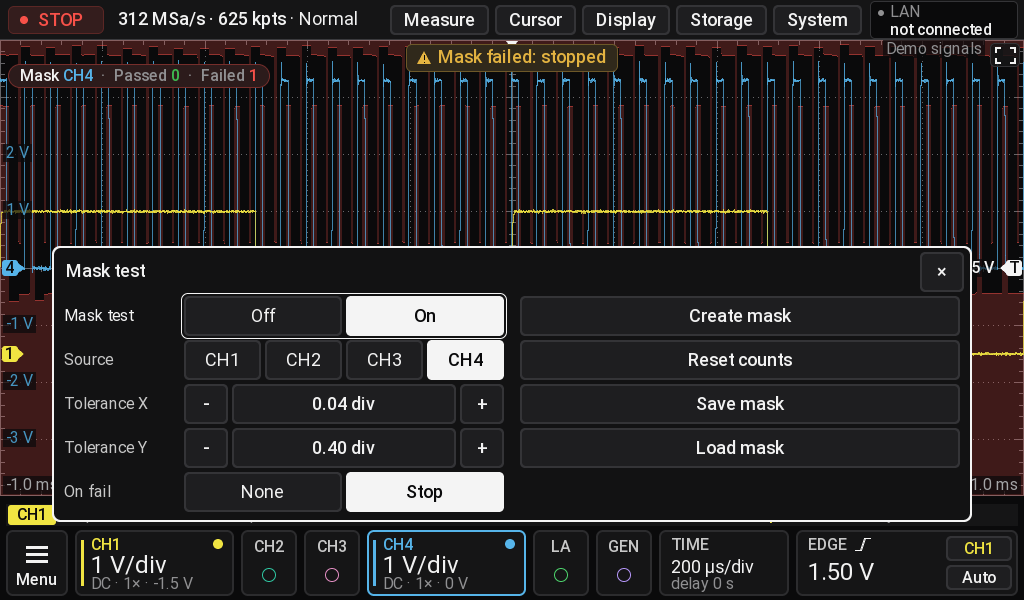 STOP 312 MSa/s · 625 kpts · Normal Measure Cursor Display Storage System LAN
not connected
Demo signals
Mask failed: stopped
Mask CH4 · Passed 0 · Failed 1
2 V
1 V
4 5 V T
Mask test ×
Mask test Off On Create mask
Source CH1 CH2 CH3 CH4 Reset counts
Tolerance X - 0.04 div + Save mask
Tolerance Y - 0.40 div + Load mask
On fail None Stop
-1 V
1
-2 V
-3 V
-1.0 ms 1.0 ms
CH1
Menu
CH1
1 V/div
DC · 1× · -1.5 V
CH2
CH3
CH4
1 V/div
DC · 1× · 0 V
LA
GEN
TIME
200 µs/div
delay 0 s
EDGE
1.50 V
CH1
Auto